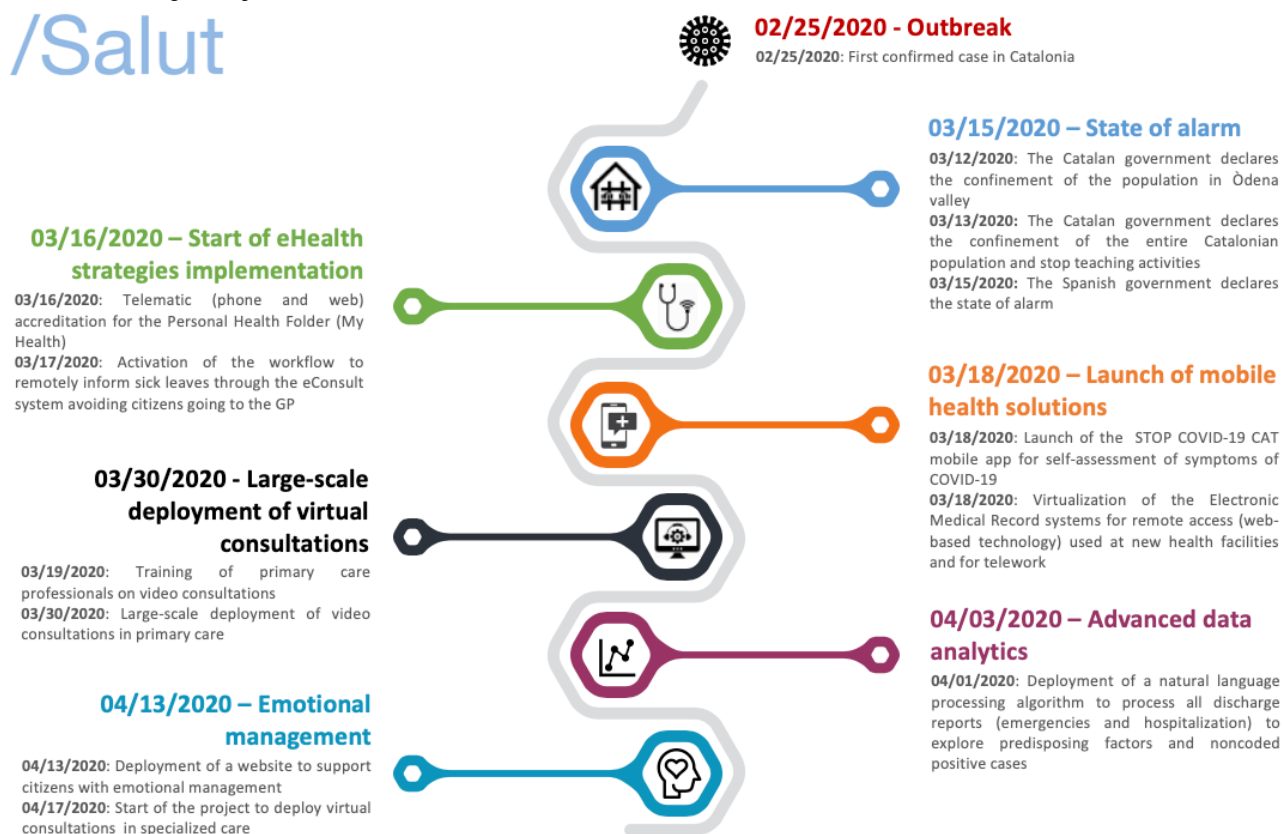 /Salut
02/25/2020 - Outbreak
02/25/2020: First confirmed case in Catalonia
03/15/2020 – State of alarm
03/12/2020: The Catalan government declares
the confinement of the population in Òdena
valley
03/13/2020: The Catalan government declares
the confinement of the entire Catalonian
population and stop teaching activities
03/15/2020: The Spanish government declares
the state of alarm
03/16/2020 – Start of eHealth
strategies implementation
03/16/2020: Telematic (phone and web)
accreditation for the Personal Health Folder (My
Health)
03/17/2020: Activation of the workflow to
remotely inform sick leaves through the eConsult
system avoiding citizens going to the GP
03/18/2020 – Launch of mobile
health solutions
03/18/2020: Launch of the STOP COVID-19 CAT
mobile app for self-assessment of symptoms of
COVID-19
03/18/2020: Virtualization of the Electronic
Medical Record systems for remote access (web-
based technology) used at new health facilities
and for telework
03/30/2020 - Large-scale
deployment of virtual
consultations
03/19/2020: Training of primary care
professionals on video consultations
03/30/2020: Large-scale deployment of video
consultations in primary care
04/03/2020 – Advanced data
analytics
04/01/2020: Deployment of a natural language
processing algorithm to process all discharge
reports (emergencies and hospitalization) to
explore predisposing factors and noncoded
positive cases
04/13/2020 – Emotional
management
04/13/2020: Deployment of a website to support
citizens with emotional management
04/17/2020: Start of the project to deploy virtual
consultations in specialized care